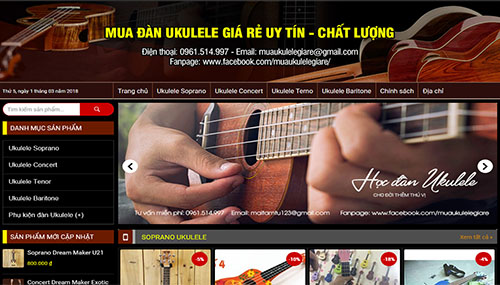 MUA ĐÀN UKULELE GIÁ RẺ UY TÍN - CHẤT LƯỢNG
Điện thoại: 0961.514.997 - Email: muaukulelegiare@gmail.com
Fanpage: www.facebook.com/muaukulelegiare/
Thứ 5, ngày 1 tháng 03 năm 2018
Trang chủ
Ukulele Soprano
Ukulele Concert
Ukulele Terno
Ukulele Baritone
Chính sách
Địa chỉ
Tìm kiếm sản phẩm...
DANH MỤC SẢN PHẨM
Ukulele Soprano
Ukulele Concert
Ukulele Tenor
Ukulele Baritone
Phụ kiện đàn Ukulele (+)
Học đàn Ukulele
CHO ĐỜI THÊM THÚ VỊ
Tư vấn miễn phí: 0961.514.997 Email: maitamtu123@gmail.com Fanpage: www.facebook.com/muaukulelegiare
SẢN PHẨM MỚI CẬP NHẬT
Soprano Dream Maker U21
800.000 ₫
Concert Dream Maker Exotic
SOPRANO UKULELE
Xem tất cả »
-5%
-10%
-18%
-4%